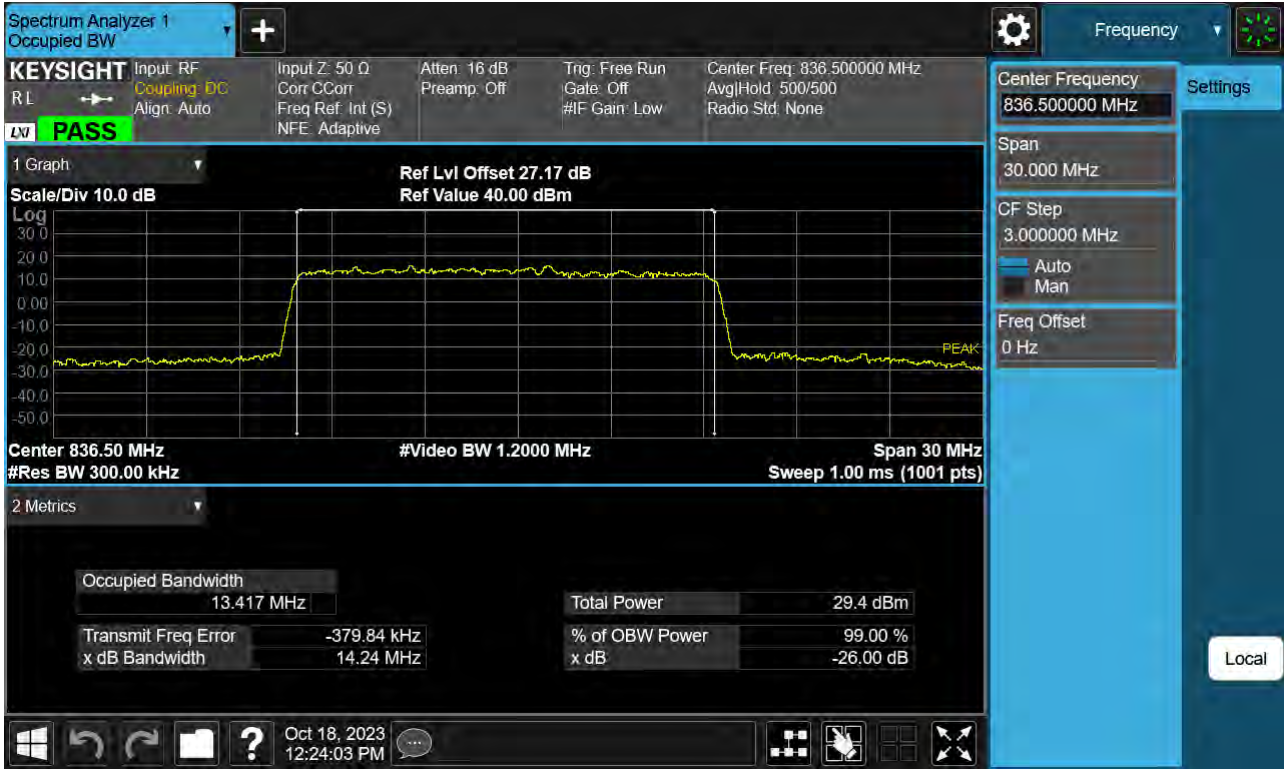 Spectrum Analyzer 1
Occupied BW
Frequency
KEYSIGHT
R L
LXI
PASS
Input: RF
Coupling: DC
Align: Auto
Input Z: 50 Ω
Corr CCorr
Freq Ref: Int (S)
NFE: Adaptive
Atten: 16 dB
Preamp: Off
Trig: Free Run
Gate: Off
#IF Gain: Low
Center Freq: 836.500000 MHz
Avg|Hold: 500/500
Radio Std: None
Center Frequency
836.500000 MHz
Settings
Span
30.000 MHz
CF Step
3.000000 MHz
Auto
Man
Freq Offset
0 Hz
Local
1 Graph
Scale/Div 10.0 dB
Ref Lvl Offset 27.17 dB
Ref Value 40.00 dBm
Log
30.0
20.0
10.0
0.00
-10.0
-20.0
-30.0
-40.0
-50.0
PEAK
Center 836.50 MHz
#Video BW 1.2000 MHz
Span 30 MHz
#Res BW 300.00 kHz
Sweep 1.00 ms (1001 pts)
2 Metrics
Occupied Bandwidth
13.417 MHz
Total Power 29.4 dBm
Transmit Freq Error -379.84 kHz
% of OBW Power 99.00 %
x dB Bandwidth 14.24 MHz
x dB -26.00 dB
?
Oct 18, 2023
12:24:03 PM